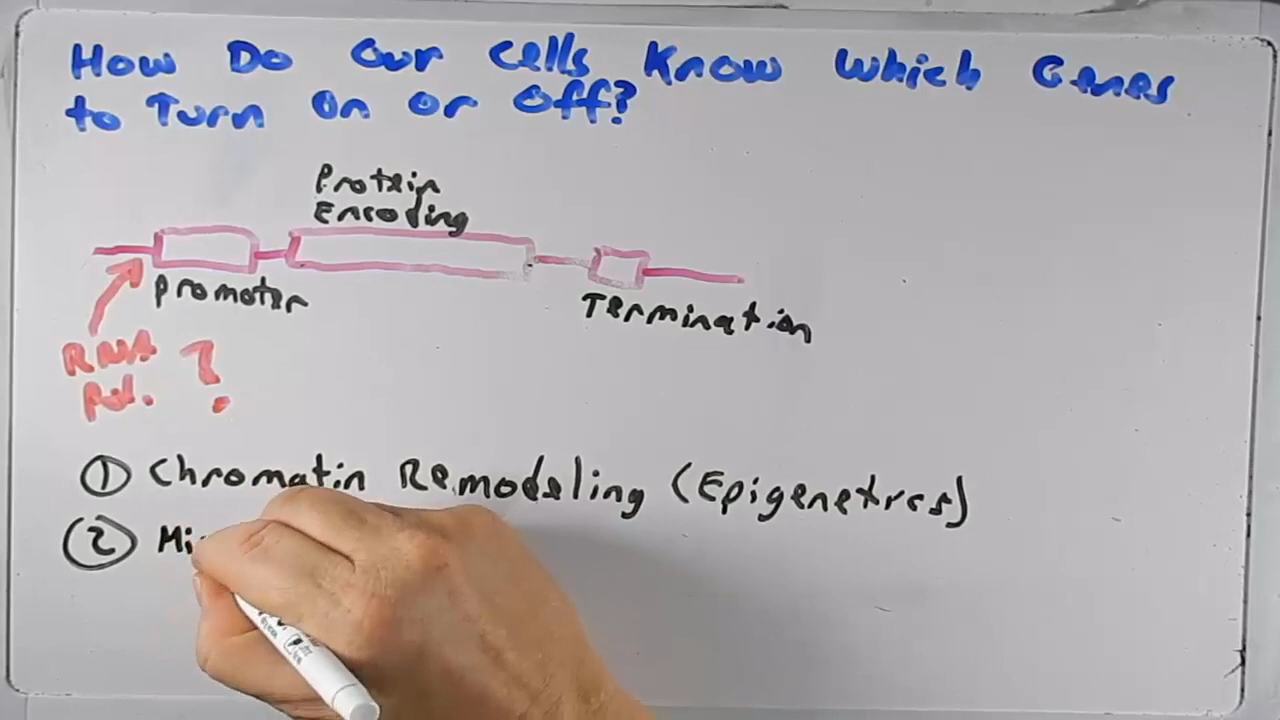 How Do Our Cells Know Which Genes
to Turn On or Off?
Protein
Encoding
Promoter
Termination
RNA
Pol. ?
① Chromatin Remodeling (Epigenetics)
② Mi